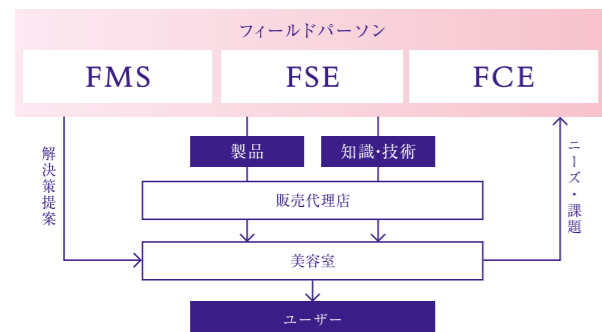 フィールドパーソン
FMS
FSE
FCE
解決策提案
製品
知識・技術
ニーズ・課題
販売代理店
美容室
ユーザー